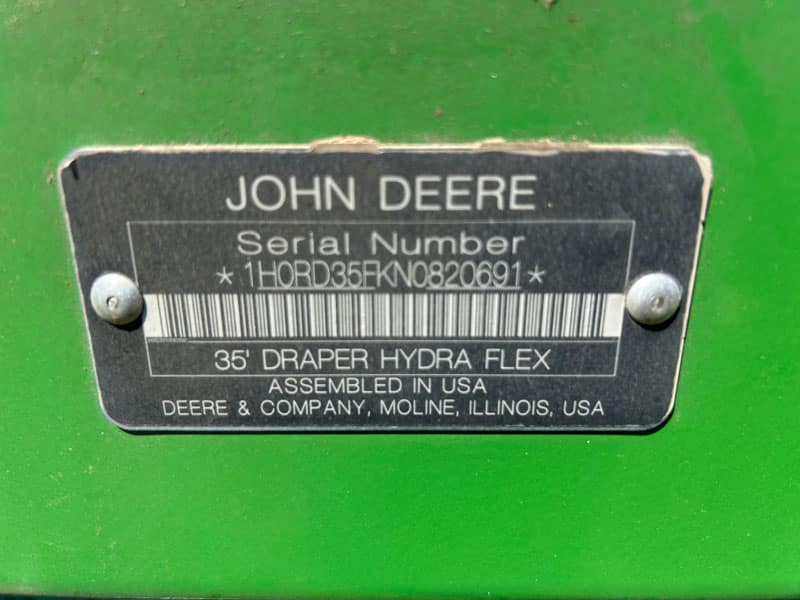 JOHN DEERE
Serial Number
*1H0RD35FKN0820691*
35' DRAPER HYDRA FLEX
ASSEMBLED IN USA
DEERE & COMPANY, MOLINE, ILLINOIS, USA